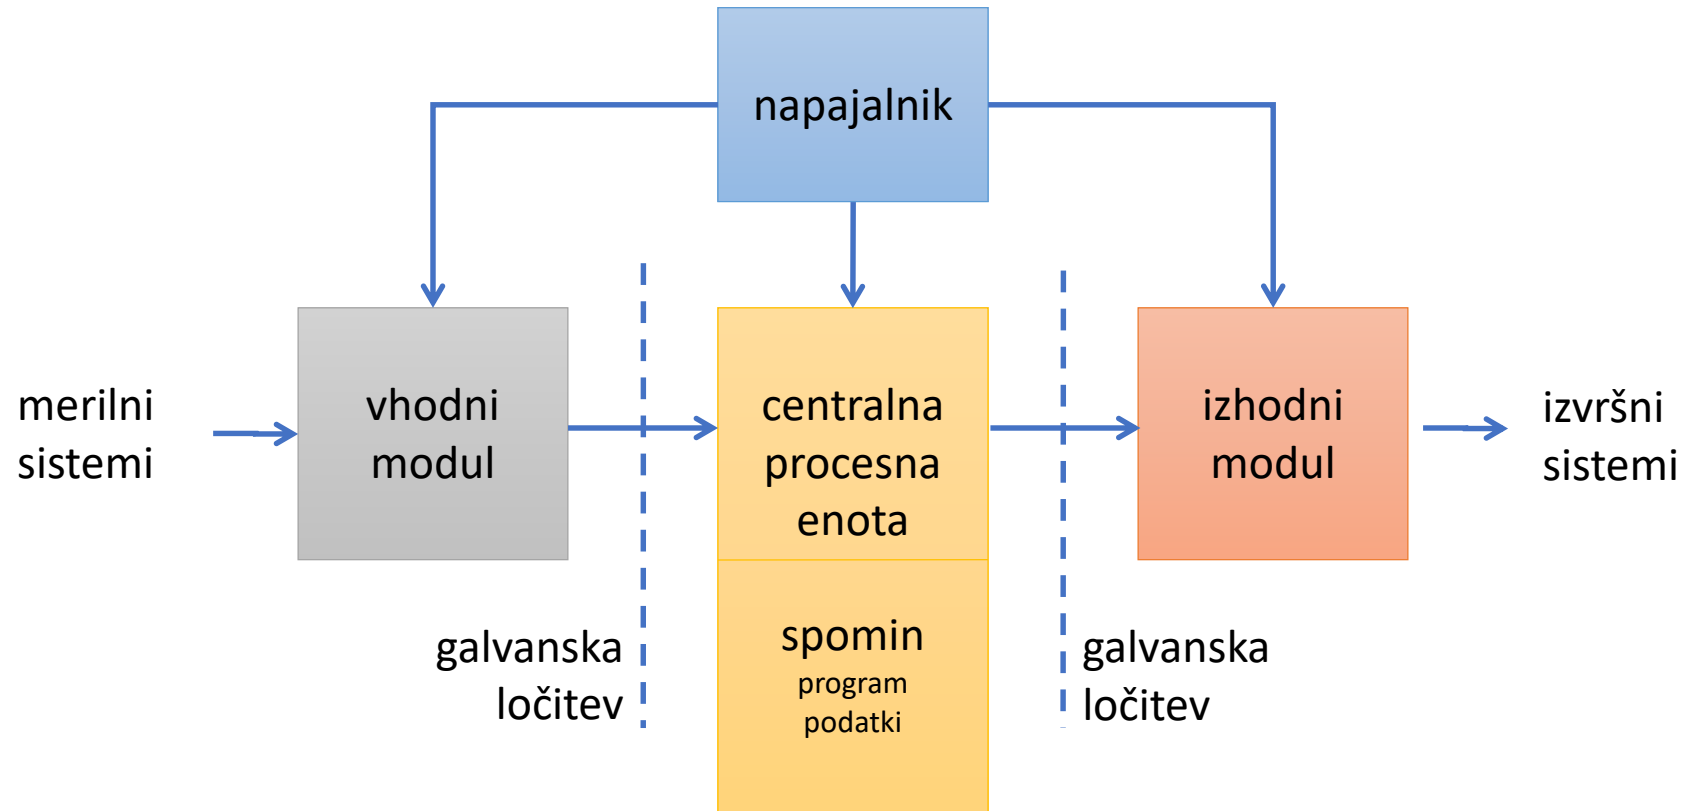 napajalnik
merilni
sistemi
vhodni
modul
centralna
procesna
enota
izhodni
modul
izvršni
sistemi
galvanska
ločitev
spomin
program
podatki
galvanska
ločitev